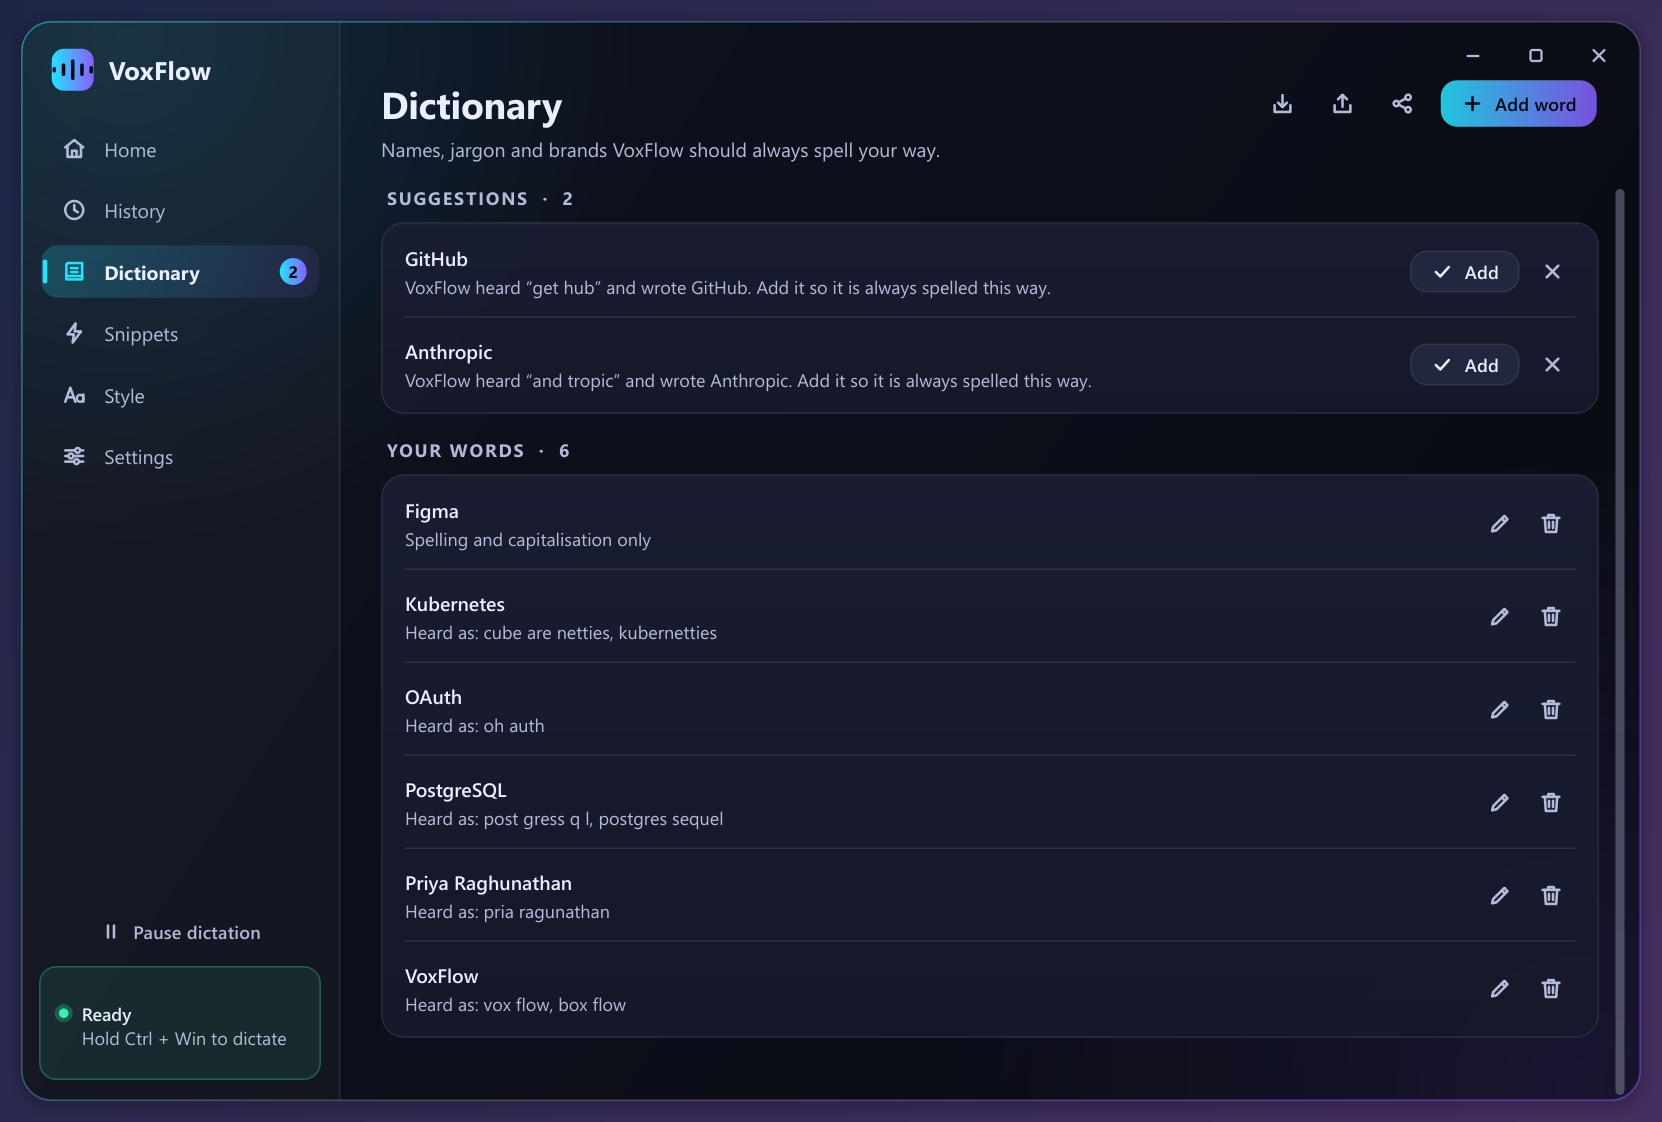 VoxFlow
Home
History
Dictionary 2
Snippets
Style
Settings
Pause dictation
Ready
Hold Ctrl + Win to dictate
Dictionary
Add word
Names, jargon and brands VoxFlow should always spell your way.
SUGGESTIONS · 2
GitHub
VoxFlow heard “get hub” and wrote GitHub. Add it so it is always spelled this way.
Add
Anthropic
VoxFlow heard “and tropic” and wrote Anthropic. Add it so it is always spelled this way.
Add
YOUR WORDS · 6
Figma
Spelling and capitalisation only
Kubernetes
Heard as: cube are netties, kubernetties
OAuth
Heard as: oh auth
PostgreSQL
Heard as: post gress q l, postgres sequel
Priya Raghunathan
Heard as: pria ragunathan
VoxFlow
Heard as: vox flow, box flow